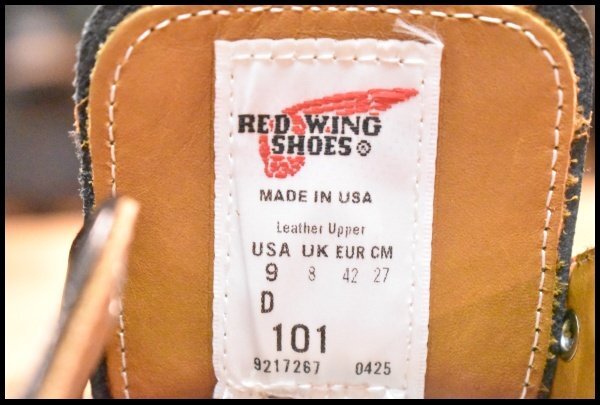 RED WING
SHOES®
MADE IN USA
Leather Upper
USA UK EUR CM
9 8 42 27
D
101
9217267 0425